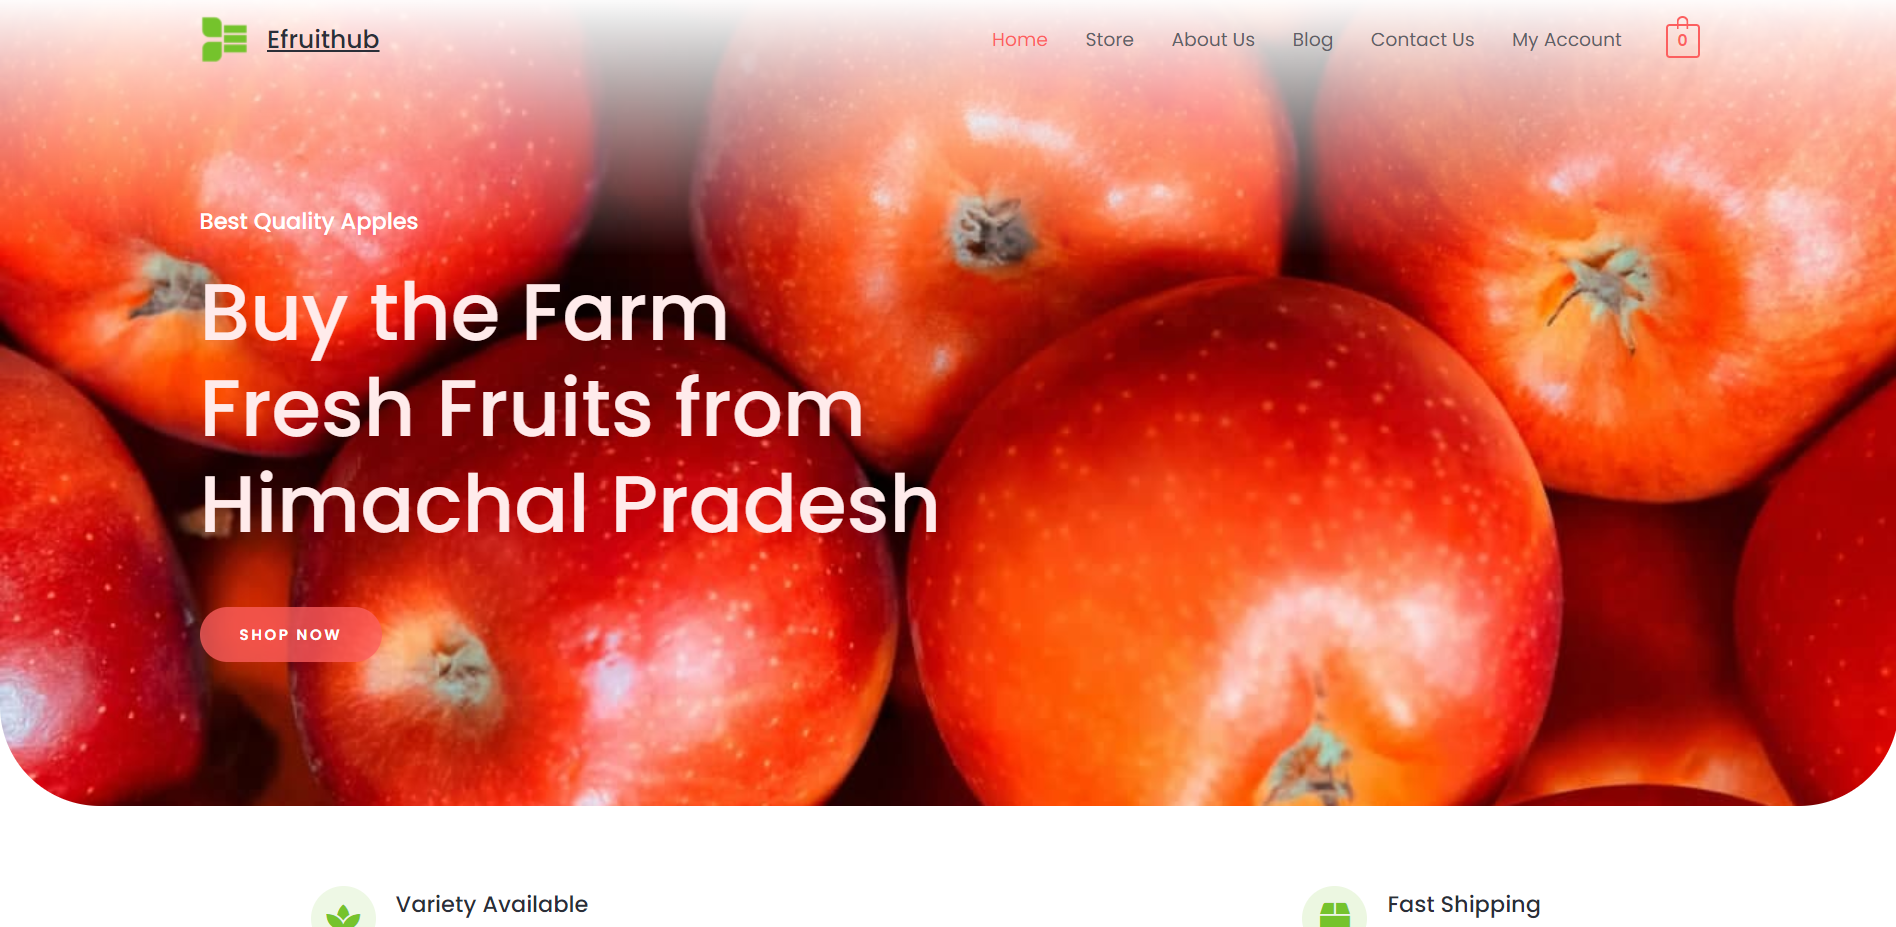 Efruithub
Home Store About Us Blog Contact Us My Account 0
Best Quality Apples
Buy the Farm
Fresh Fruits from
Himachal Pradesh
SHOP NOW
Variety Available
Fast Shipping